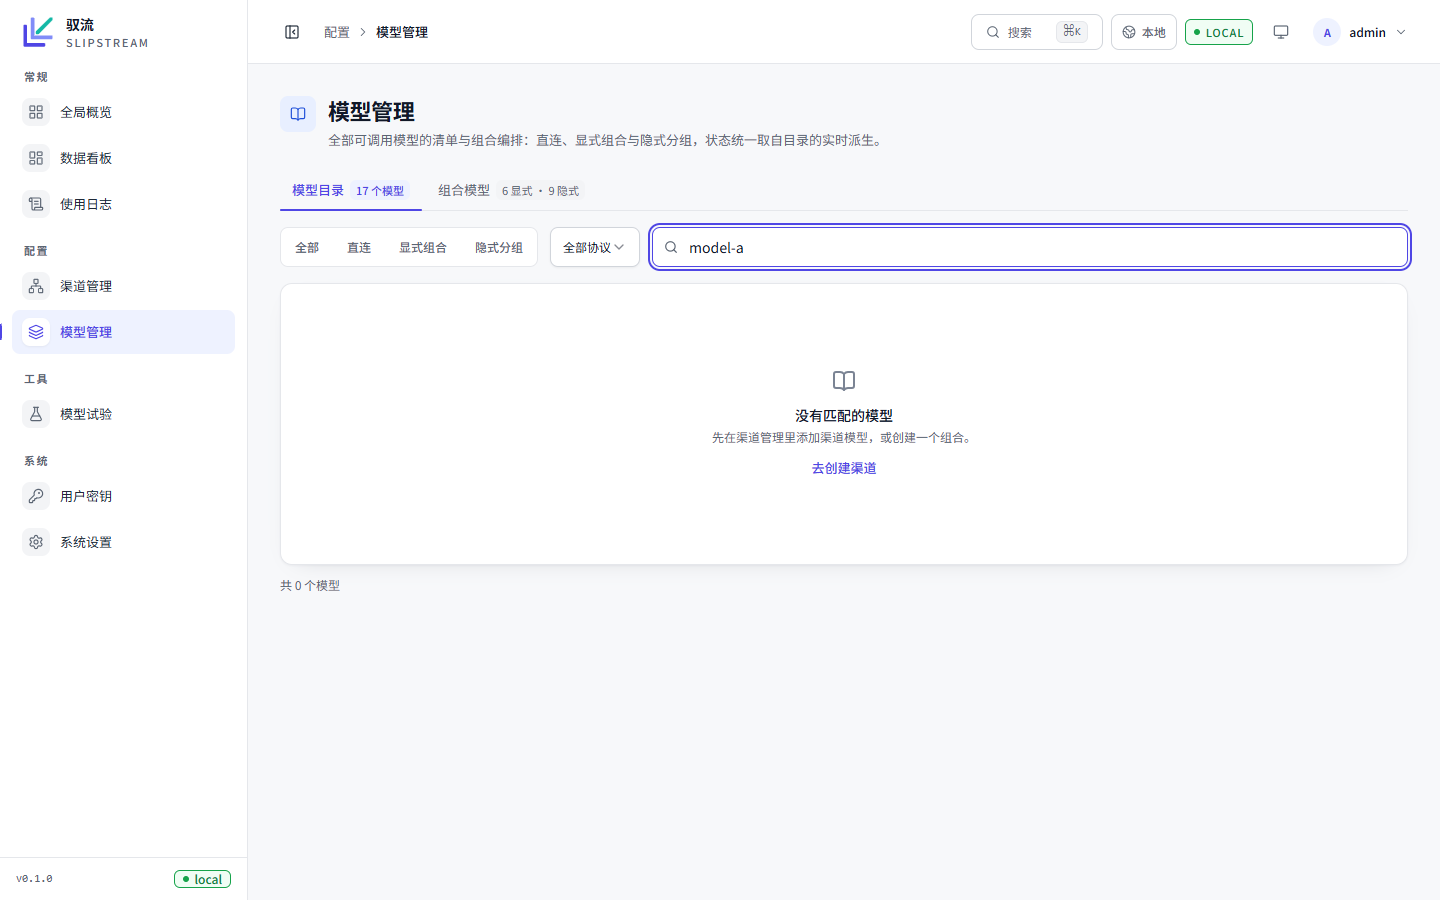 驭流
SLIPSTREAM
常规
全局概览
数据看板
使用日志
配置
渠道管理
模型管理
工具
模型试验
系统
用户密钥
系统设置
v0.1.0
local
配置 > 模型管理
搜索 ⌘K
本地
LOCAL
A admin
模型管理
全部可调用模型的清单与组合编排：直连、显式组合与隐式分组，状态统一取自目录的实时派生。
模型目录 17 个模型
组合模型 6 显式 · 9 隐式
全部 直连 显式组合 隐式分组
全部协议
model-a
没有匹配的模型
先在渠道管理里添加渠道模型，或创建一个组合。
去创建渠道
共 0 个模型